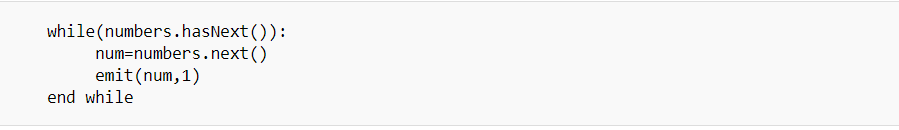 while(numbers.hasNext()):
num=numbers.next()
emit(num,1)
end while